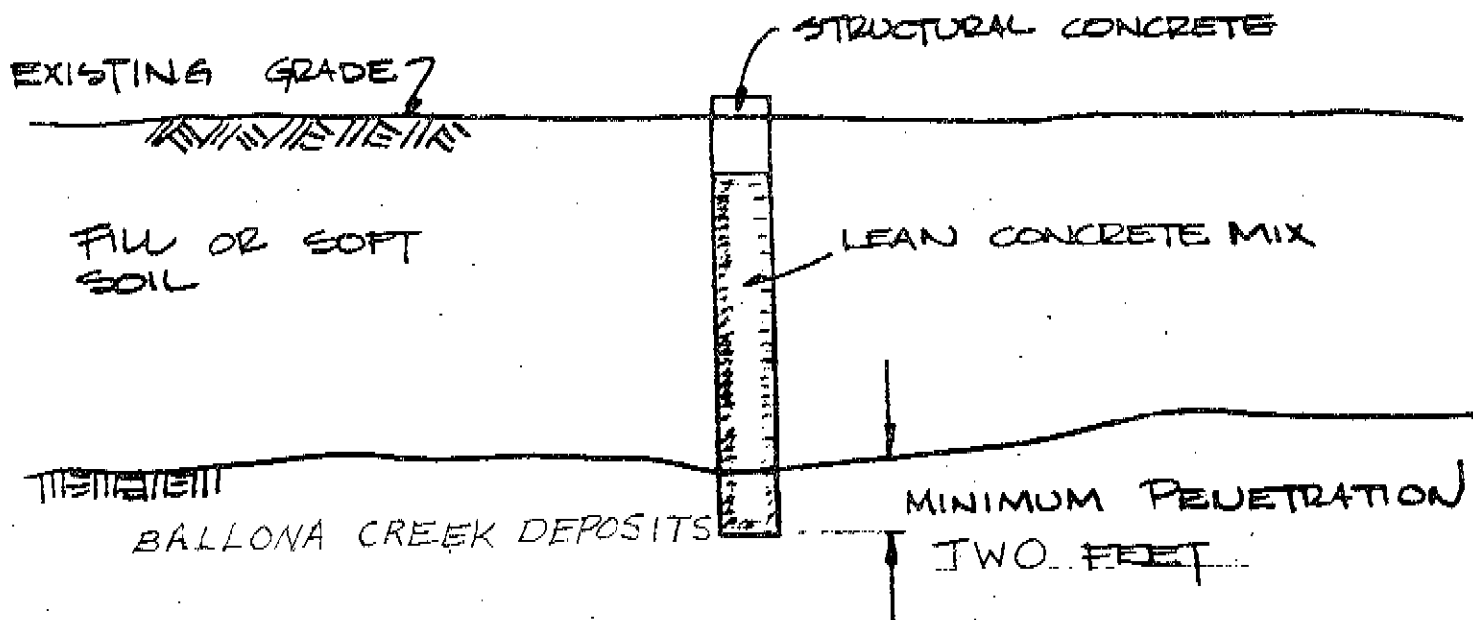 STRUCTURAL CONCRETE
EXISTING GRADE
FILL OR SOFT
SOIL
LEAN CONCRETE MIX
BALLONA CREEK DEPOSITS
MINIMUM PENETRATION
TWO FEET